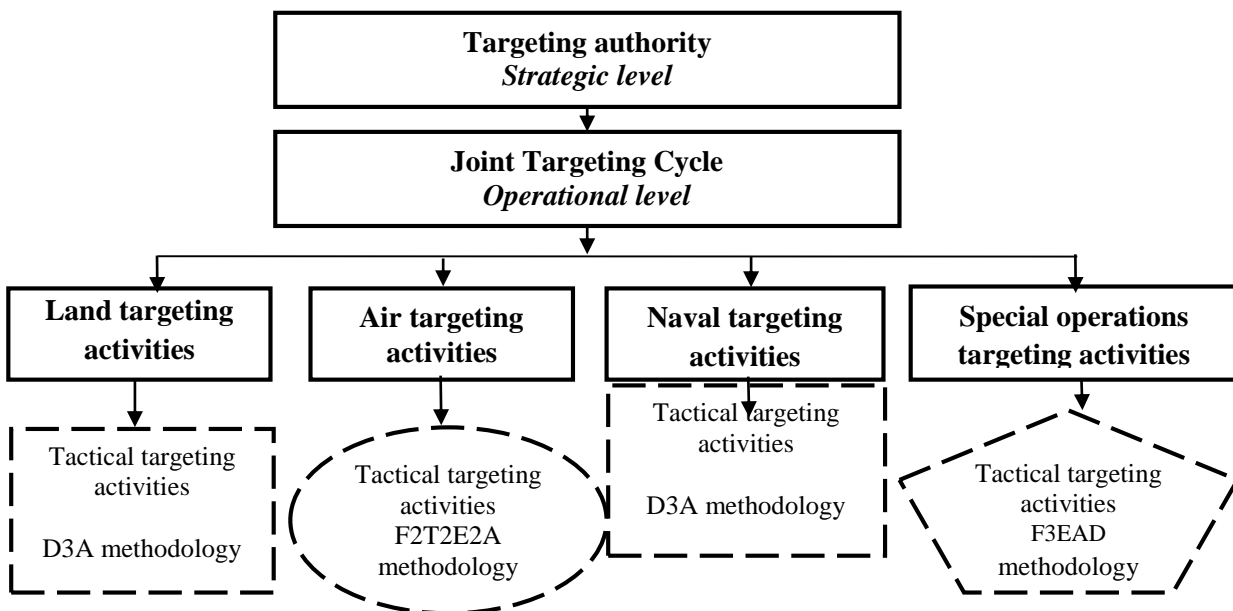 Targeting authority
Strategic level
Joint Targeting Cycle
Operational level
Land targeting
activities
Air targeting
activities
Naval targeting
activities
Special operations
targeting activities
Tactical targeting
activities
D3A methodology
Tactical targeting
activities
F2T2E2A
methodology
Tactical targeting
activities
D3A methodology
Tactical targeting
activities
F3EAD
methodology